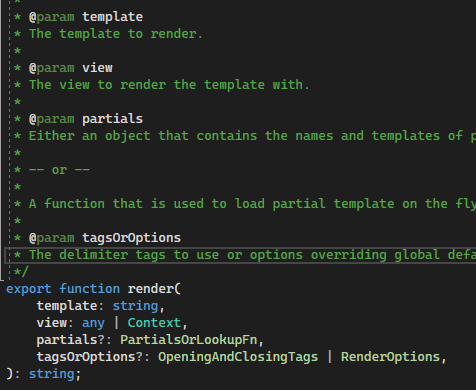 * @param template
* The template to render.
*
* @param view
* The view to render the template with.
*
* @param partials
* Either an object that contains the names and templates of
*
* -- or --
*
* A function that is used to load partial template on the fly
*
* @param tagsOrOptions
* The delimiter tags to use or options overriding global
*/
export function render(
template: string,
view: any | Context,
partials?: PartialsOrLookupFn,
tagsOrOptions?: OpeningAndClosingTags | RenderOptions,
): string;